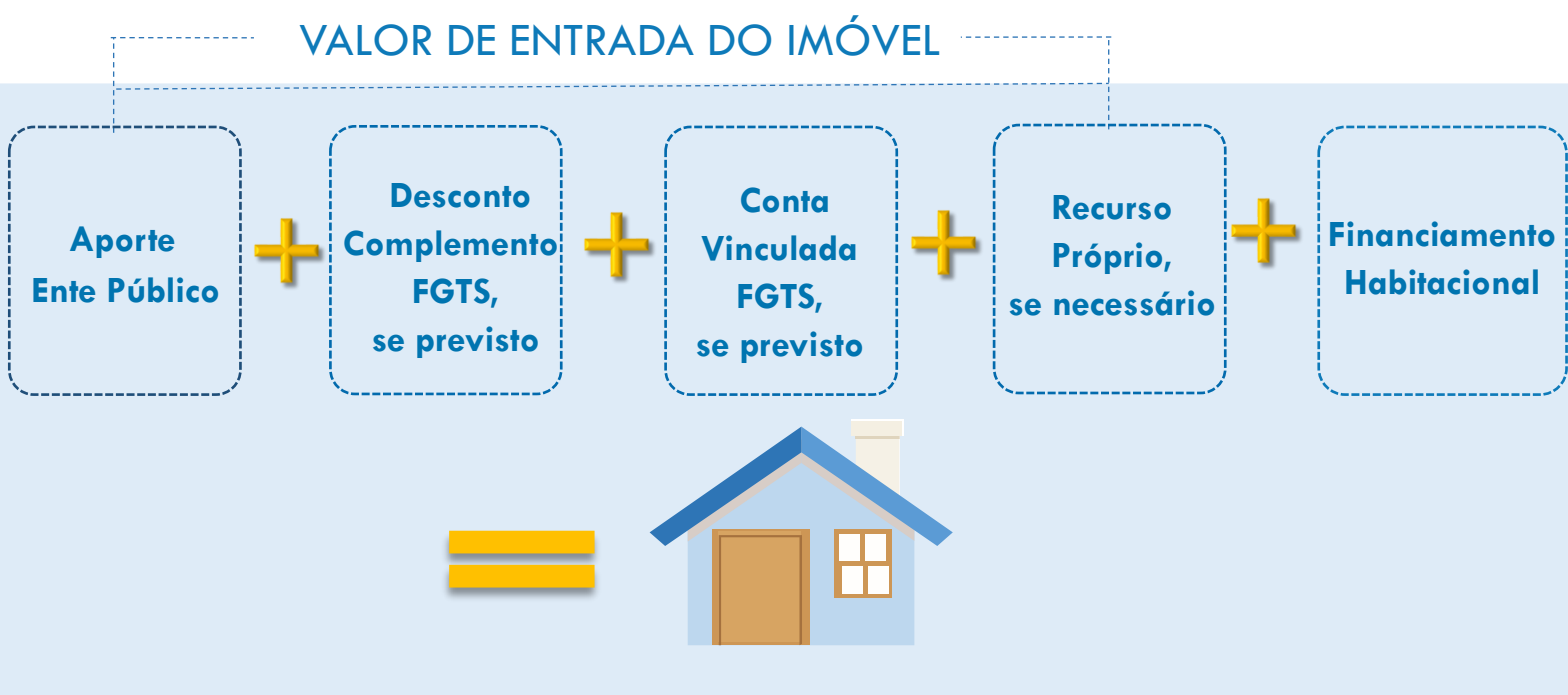 VALOR DE ENTRADA DO IMÓVEL
Aporte
Ente Público
Desconto
Complemento
FGTS,
se previsto
Conta
Vinculada
FGTS,
se previsto
Recurso
Próprio,
se necessário
Financiamento
Habitacional